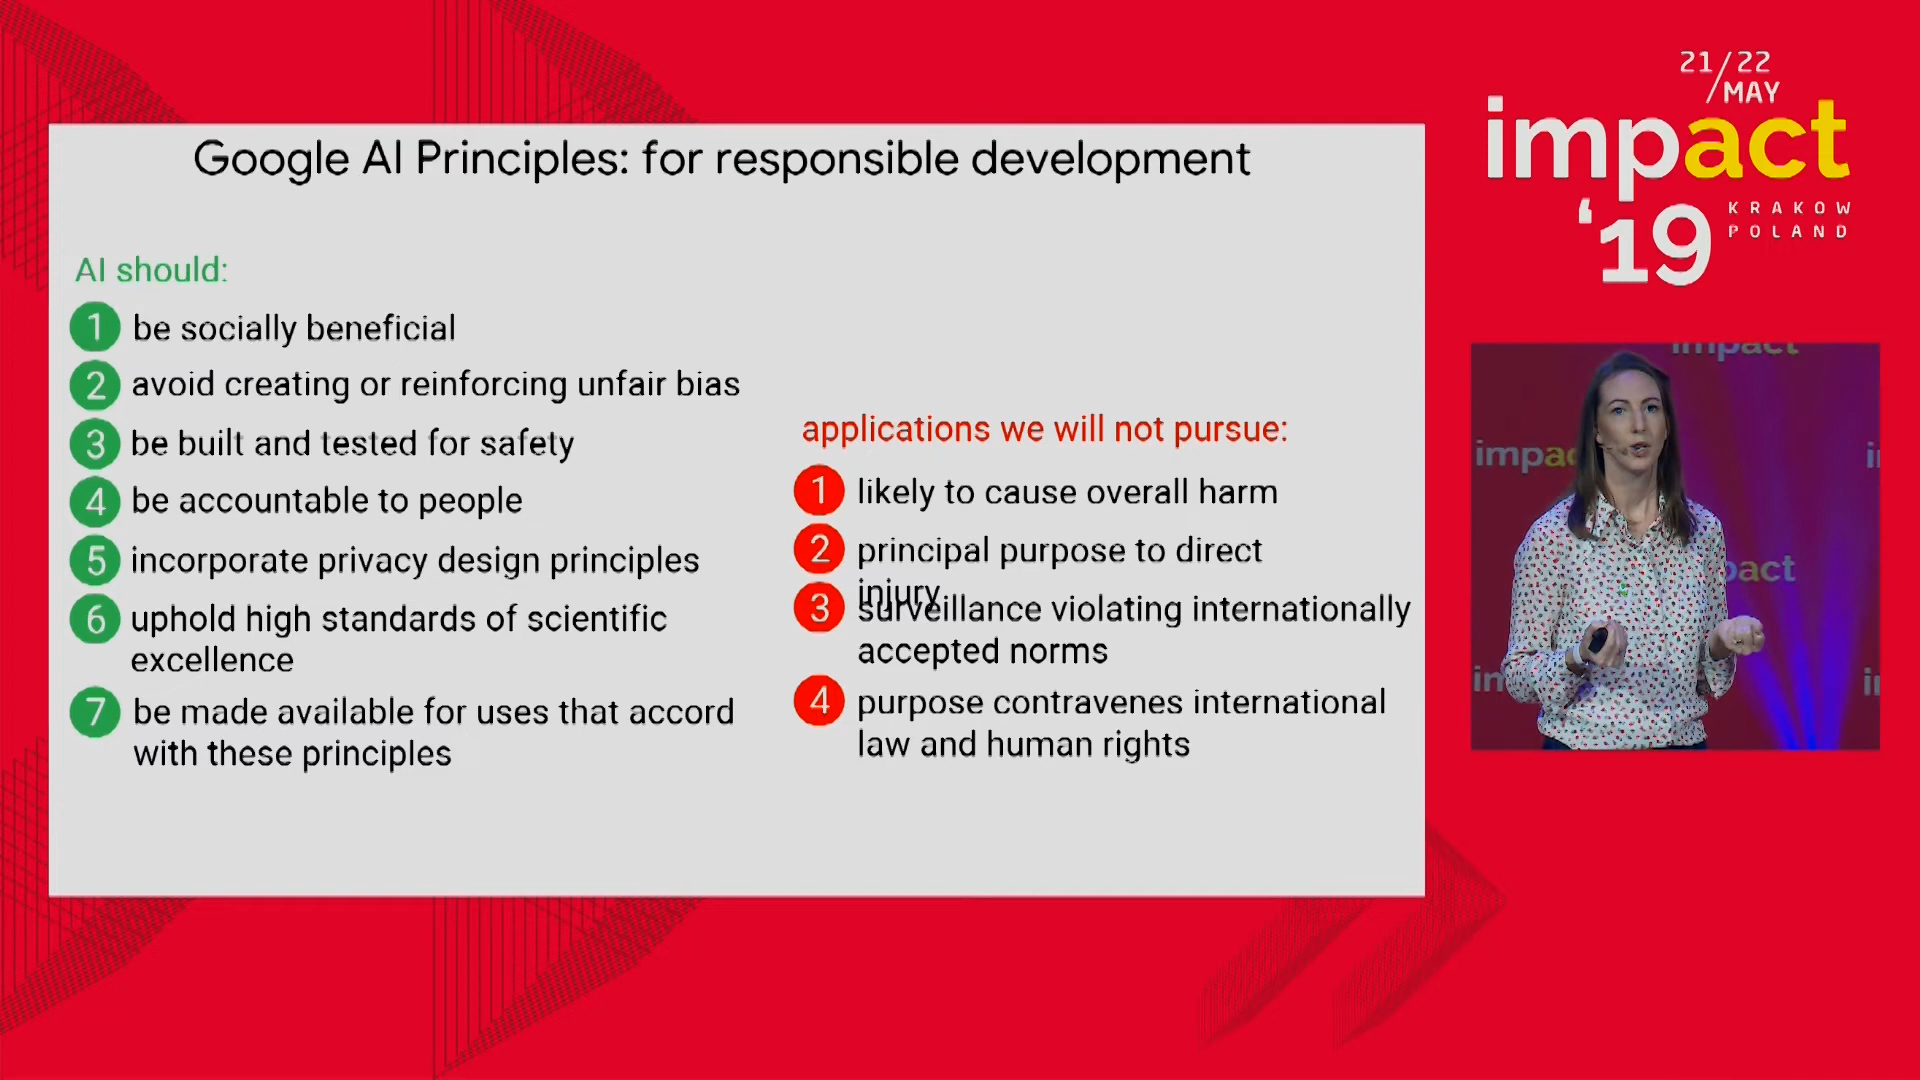 Google AI Principles: for responsible development
AI should:
1 be socially beneficial
2 avoid creating or reinforcing unfair bias
3 be built and tested for safety
4 be accountable to people
5 incorporate privacy design principles
6 uphold high standards of scientific
excellence
7 be made available for uses that accord
with these principles
applications we will not pursue:
1 likely to cause overall harm
2 principal purpose to direct
injury
3 surveillance violating internationally
accepted norms
4 purpose contravenes international
law and human rights
21/22
MAY
impact
'19
KRAKOW
POLAND
impact
impac
pact